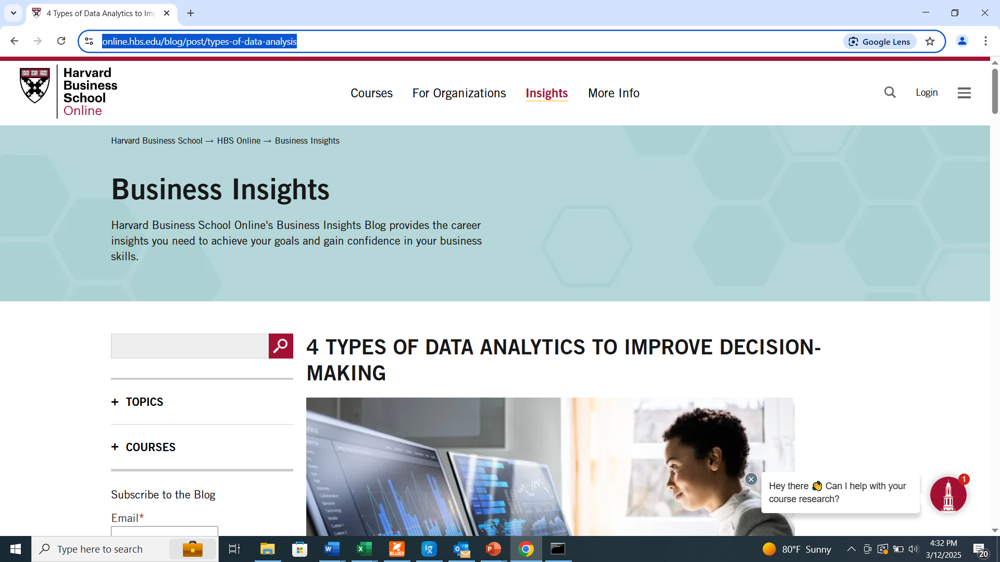 4 Types of Data Analytics to Imp
online.hbs.edu/blog/post/types-of-data-analysis
Google Lens
Harvard
Business
School
Online
Courses
For Organizations
Insights
More Info
Login
Harvard Business School → HBS Online → Business Insights
Business Insights
Harvard Business School Online's Business Insights Blog provides the career
insights you need to achieve your goals and gain confidence in your business
skills.
4 TYPES OF DATA ANALYTICS TO IMPROVE DECISION-
MAKING
+ TOPICS
+ COURSES
Subscribe to the Blog
Email*
Hey there 👋 Can I help with your
course research?
1
Type here to search
READER
80°F Sunny
4:32 PM
3/12/2025
20